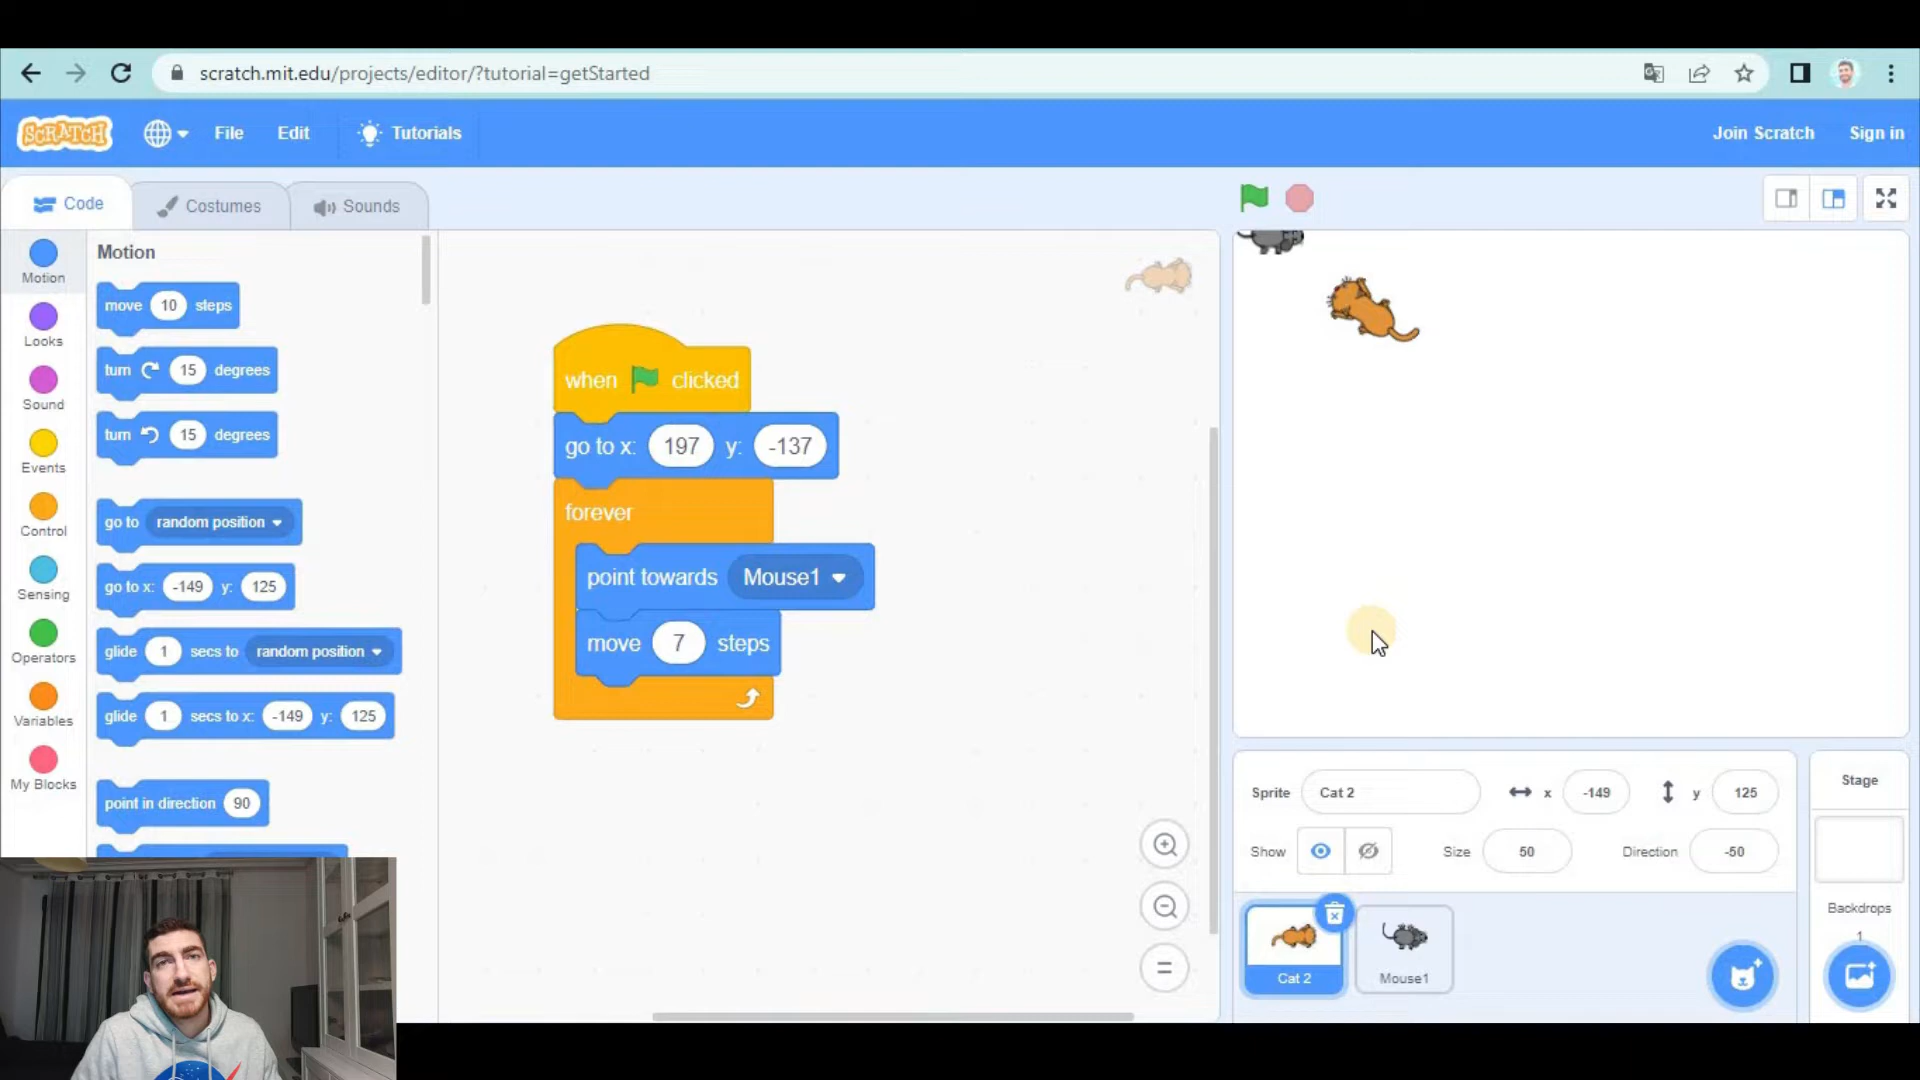 scratch.mit.edu/projects/editor/?tutorial=getStarted
SCRATCH File Edit Tutorials Join Scratch Sign in
Code Costumes Sounds
Motion
Looks
Sound
Events
Control
Sensing
Operators
Variables
My Blocks
Motion
move 10 steps
turn 15 degrees
turn 15 degrees
go to random position
go to x: -149 y: 125
glide 1 secs to random position
glide 1 secs to x: -149 y: 125
point in direction 90
when clicked
go to x: 197 y: -137
forever
point towards Mouse1
move 7 steps
Sprite Cat 2 x -149 y 125
Show Size 50 Direction -50
Cat 2
Mouse1
Stage
Backdrops
1